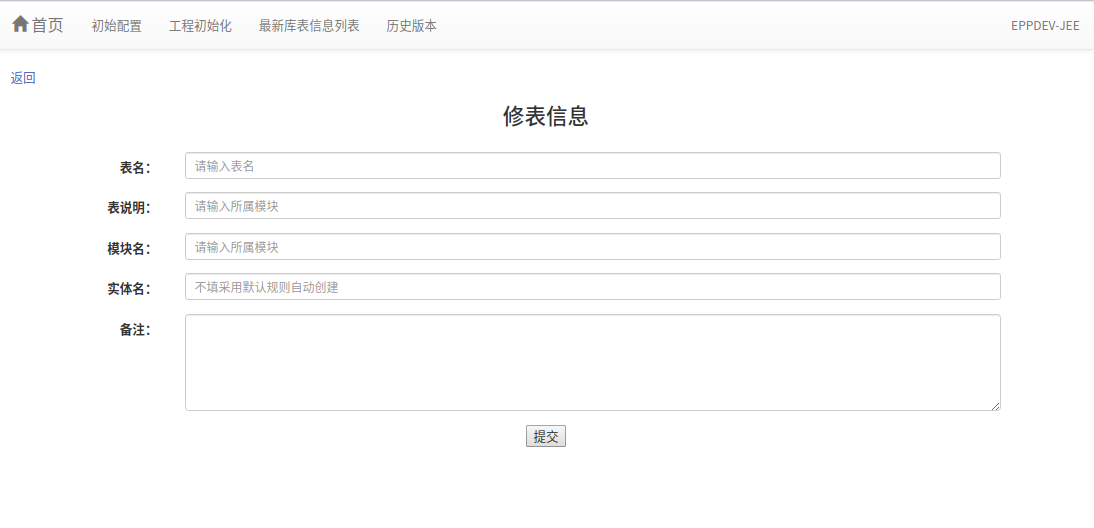 首页 初始配置 工程初始化 最新库表信息列表 历史版本 EPPDEV-JEE
返回
修表信息
表名： 请输入表名
表说明： 请输入所属模块
模块名： 请输入所属模块
实体名： 不填采用默认规则自动创建
备注：
提交